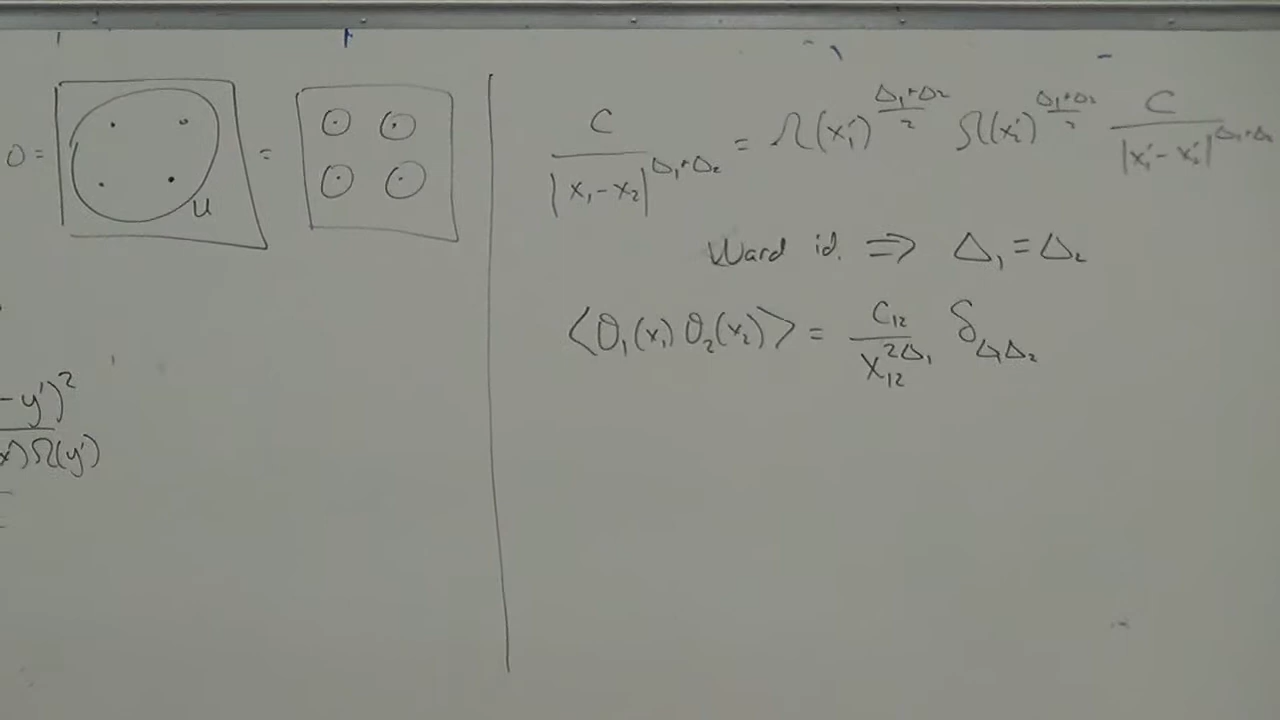 0 = U =
- y')²
x')Ω(y')
C / |x₁ - x₂|^(Δ₁+Δ₂) = Ω(x₁')^((Δ₁+Δ₂)/2) Ω(x₂')^((Δ₁+Δ₂)/2) C / |x₁' - x₂'|^(Δ₁+Δ₂)
Ward id. ⇒ Δ₁ = Δ₂
⟨O₁(x₁) O₂(x₂)⟩ = C₁₂ / x₁₂^(2Δ₁) δ_(Δ₁Δ₂)